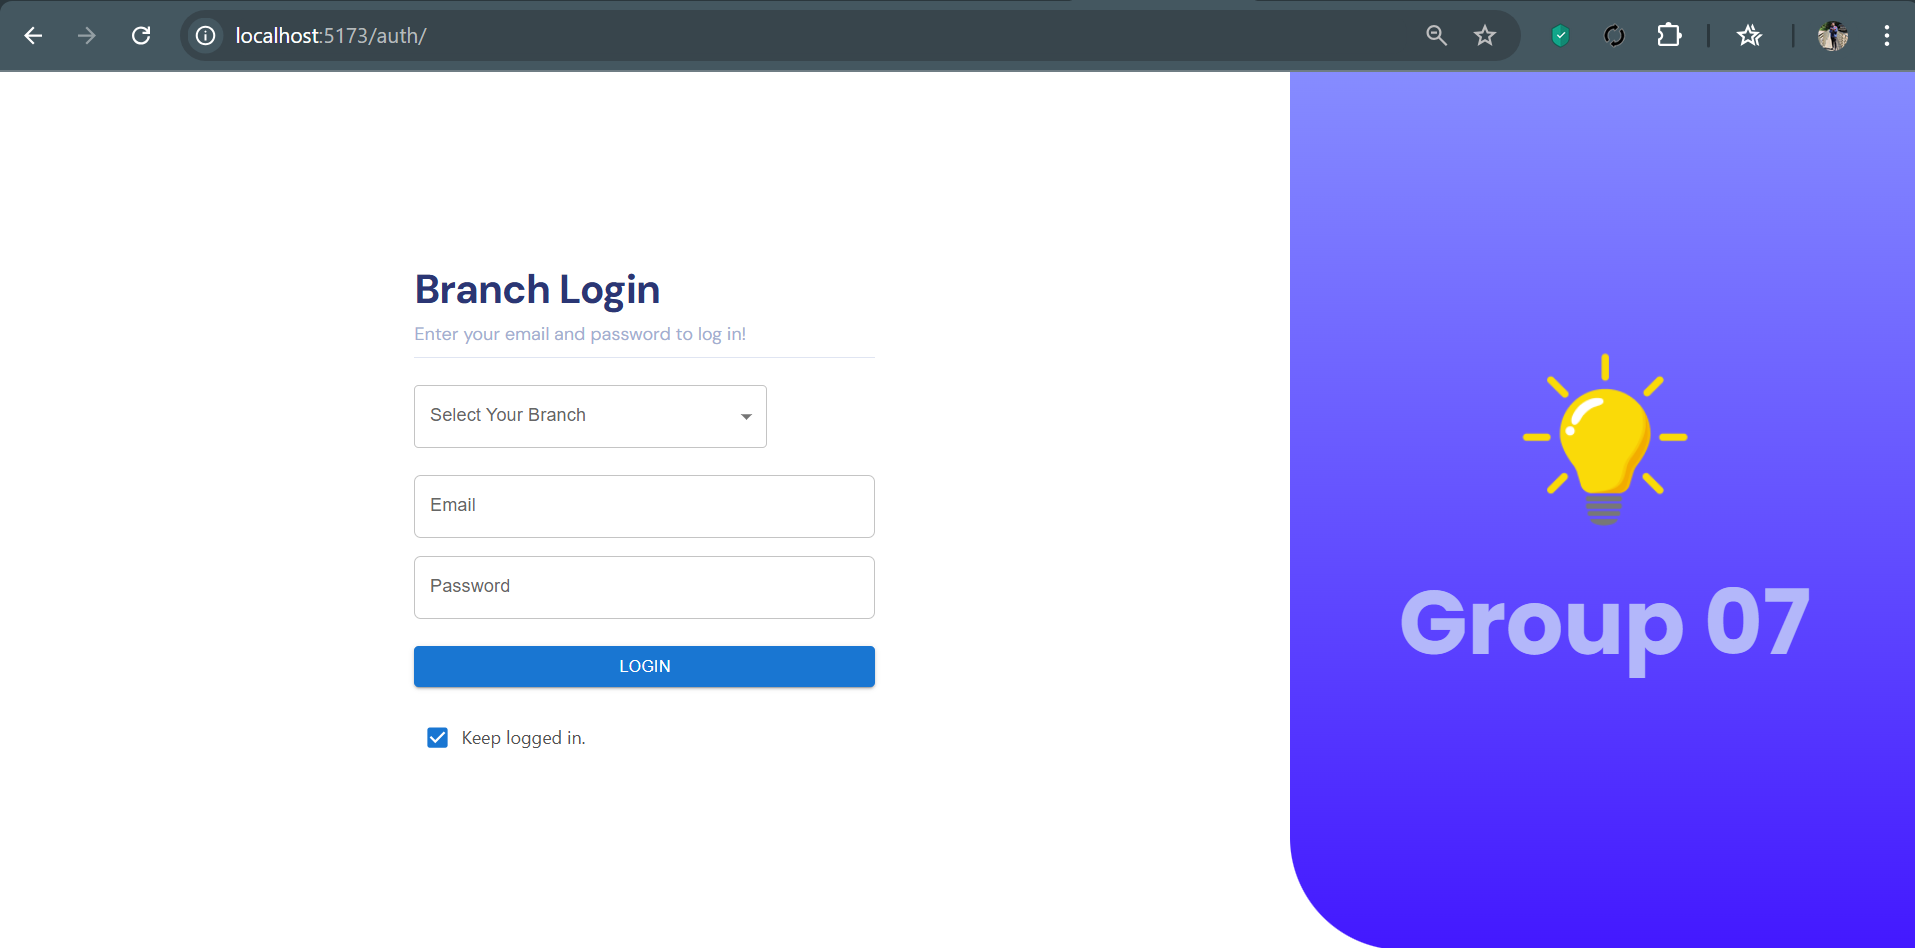 localhost:5173/auth/
Branch Login
Enter your email and password to log in!
Select Your Branch
Email
Password
LOGIN
Keep logged in.
Group 07